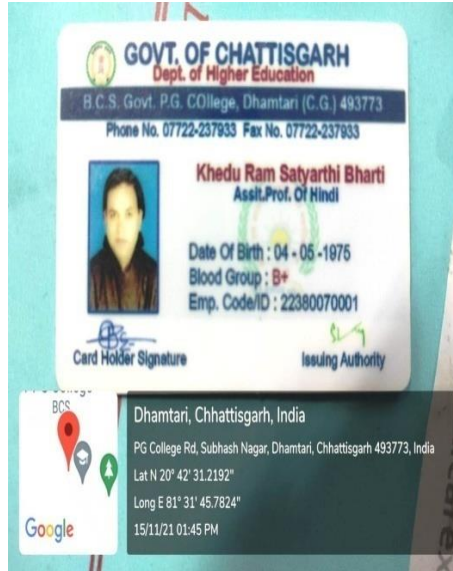 GOVT. OF CHATTISGARH
Dept. of Higher Education
B.C.S. Govt. P.G. COllege, Dhamtari (C.G.) 493773
Phone No. 07722-237933 Fax No. 07722-237933
Khedu Ram Satyarthi Bharti
Assit.Prof. Of Hindi
Date Of Birth : 04 - 05 -1975
Blood Group : B+
Emp. Code/ID : 22380070001
Card Holder Signature
Issuing Authority
College
BCS
Google
Dhamtari, Chhattisgarh, India
PG College Rd, Subhash Nagar, Dhamtari, Chhattisgarh 493773, India
Lat N 20° 42' 31.2192"
Long E 81° 31' 45.7824"
15/11/21 01:45 PM